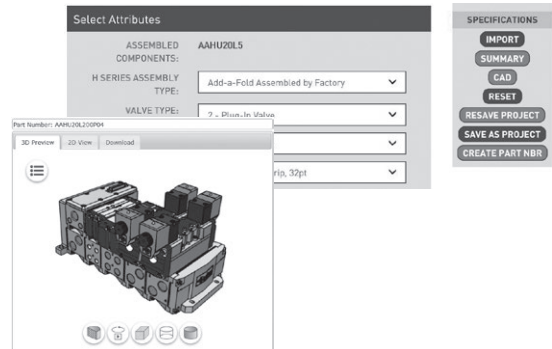 Select Attributes
ASSEMBLED COMPONENTS: AAHU20L5
H SERIES ASSEMBLY TYPE: Add-a-Fold Assembled by Factory
VALVE TYPE: 2 - Plug-In Valve
rip, 32pt
Part Number: AAHU20L200P04
3D Preview 2D View Download
SPECIFICATIONS
IMPORT
SUMMARY
CAD
RESET
RESAVE PROJECT
SAVE AS PROJECT
CREATE PART NBR